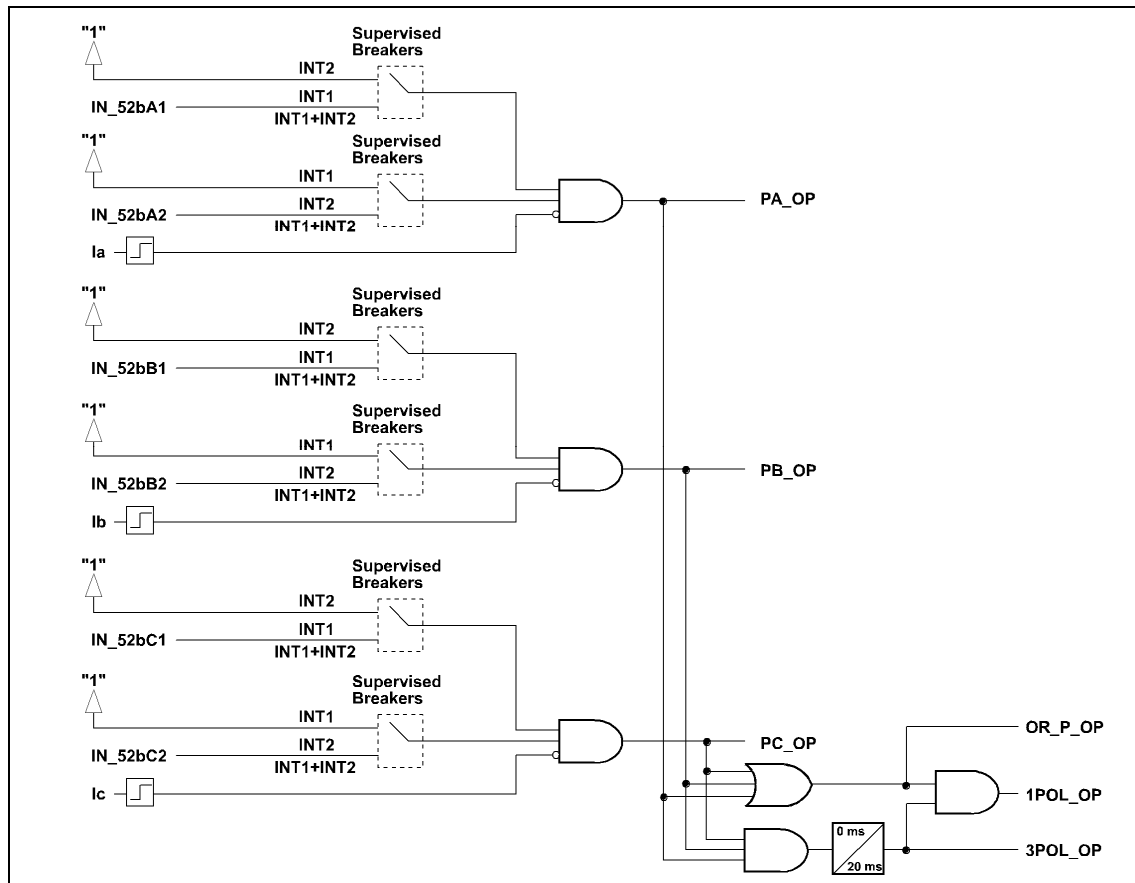 "1"
Supervised
Breakers
INT2
IN_52bA1
INT1
INT1+INT2
"1"
Supervised
Breakers
INT1
IN_52bA2
INT2
INT1+INT2
Ia
PA_OP
"1"
Supervised
Breakers
INT2
IN_52bB1
INT1
INT1+INT2
"1"
Supervised
Breakers
INT1
IN_52bB2
INT2
INT1+INT2
Ib
PB_OP
"1"
Supervised
Breakers
INT2
IN_52bC1
INT1
INT1+INT2
"1"
Supervised
Breakers
INT1
IN_52bC2
INT2
INT1+INT2
Ic
PC_OP
OR_P_OP
1POL_OP
0 ms
20 ms
3POL_OP